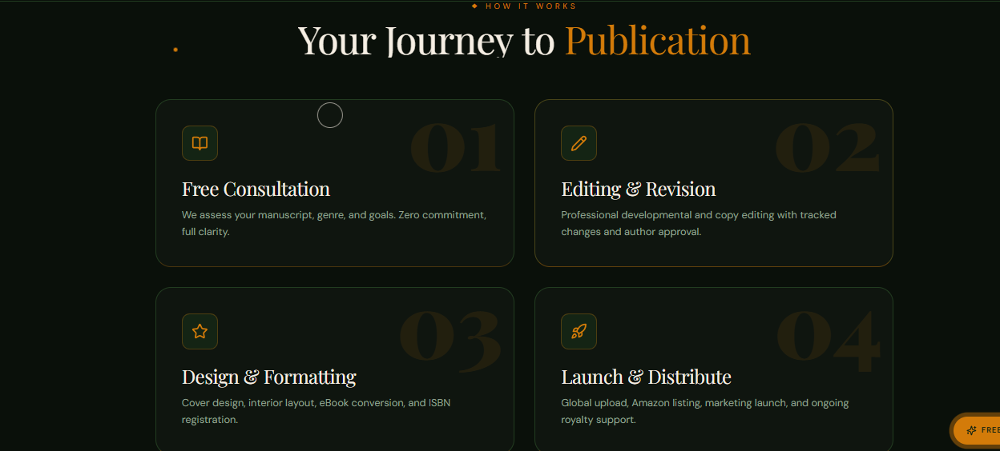 ◆ HOW IT WORKS
Your Journey to Publication
01
Free Consultation
We assess your manuscript, genre, and goals. Zero commitment,
full clarity.
02
Editing & Revision
Professional developmental and copy editing with tracked
changes and author approval.
03
Design & Formatting
Cover design, interior layout, eBook conversion, and ISBN
registration.
04
Launch & Distribute
Global upload, Amazon listing, marketing launch, and ongoing
royalty support.
FREE